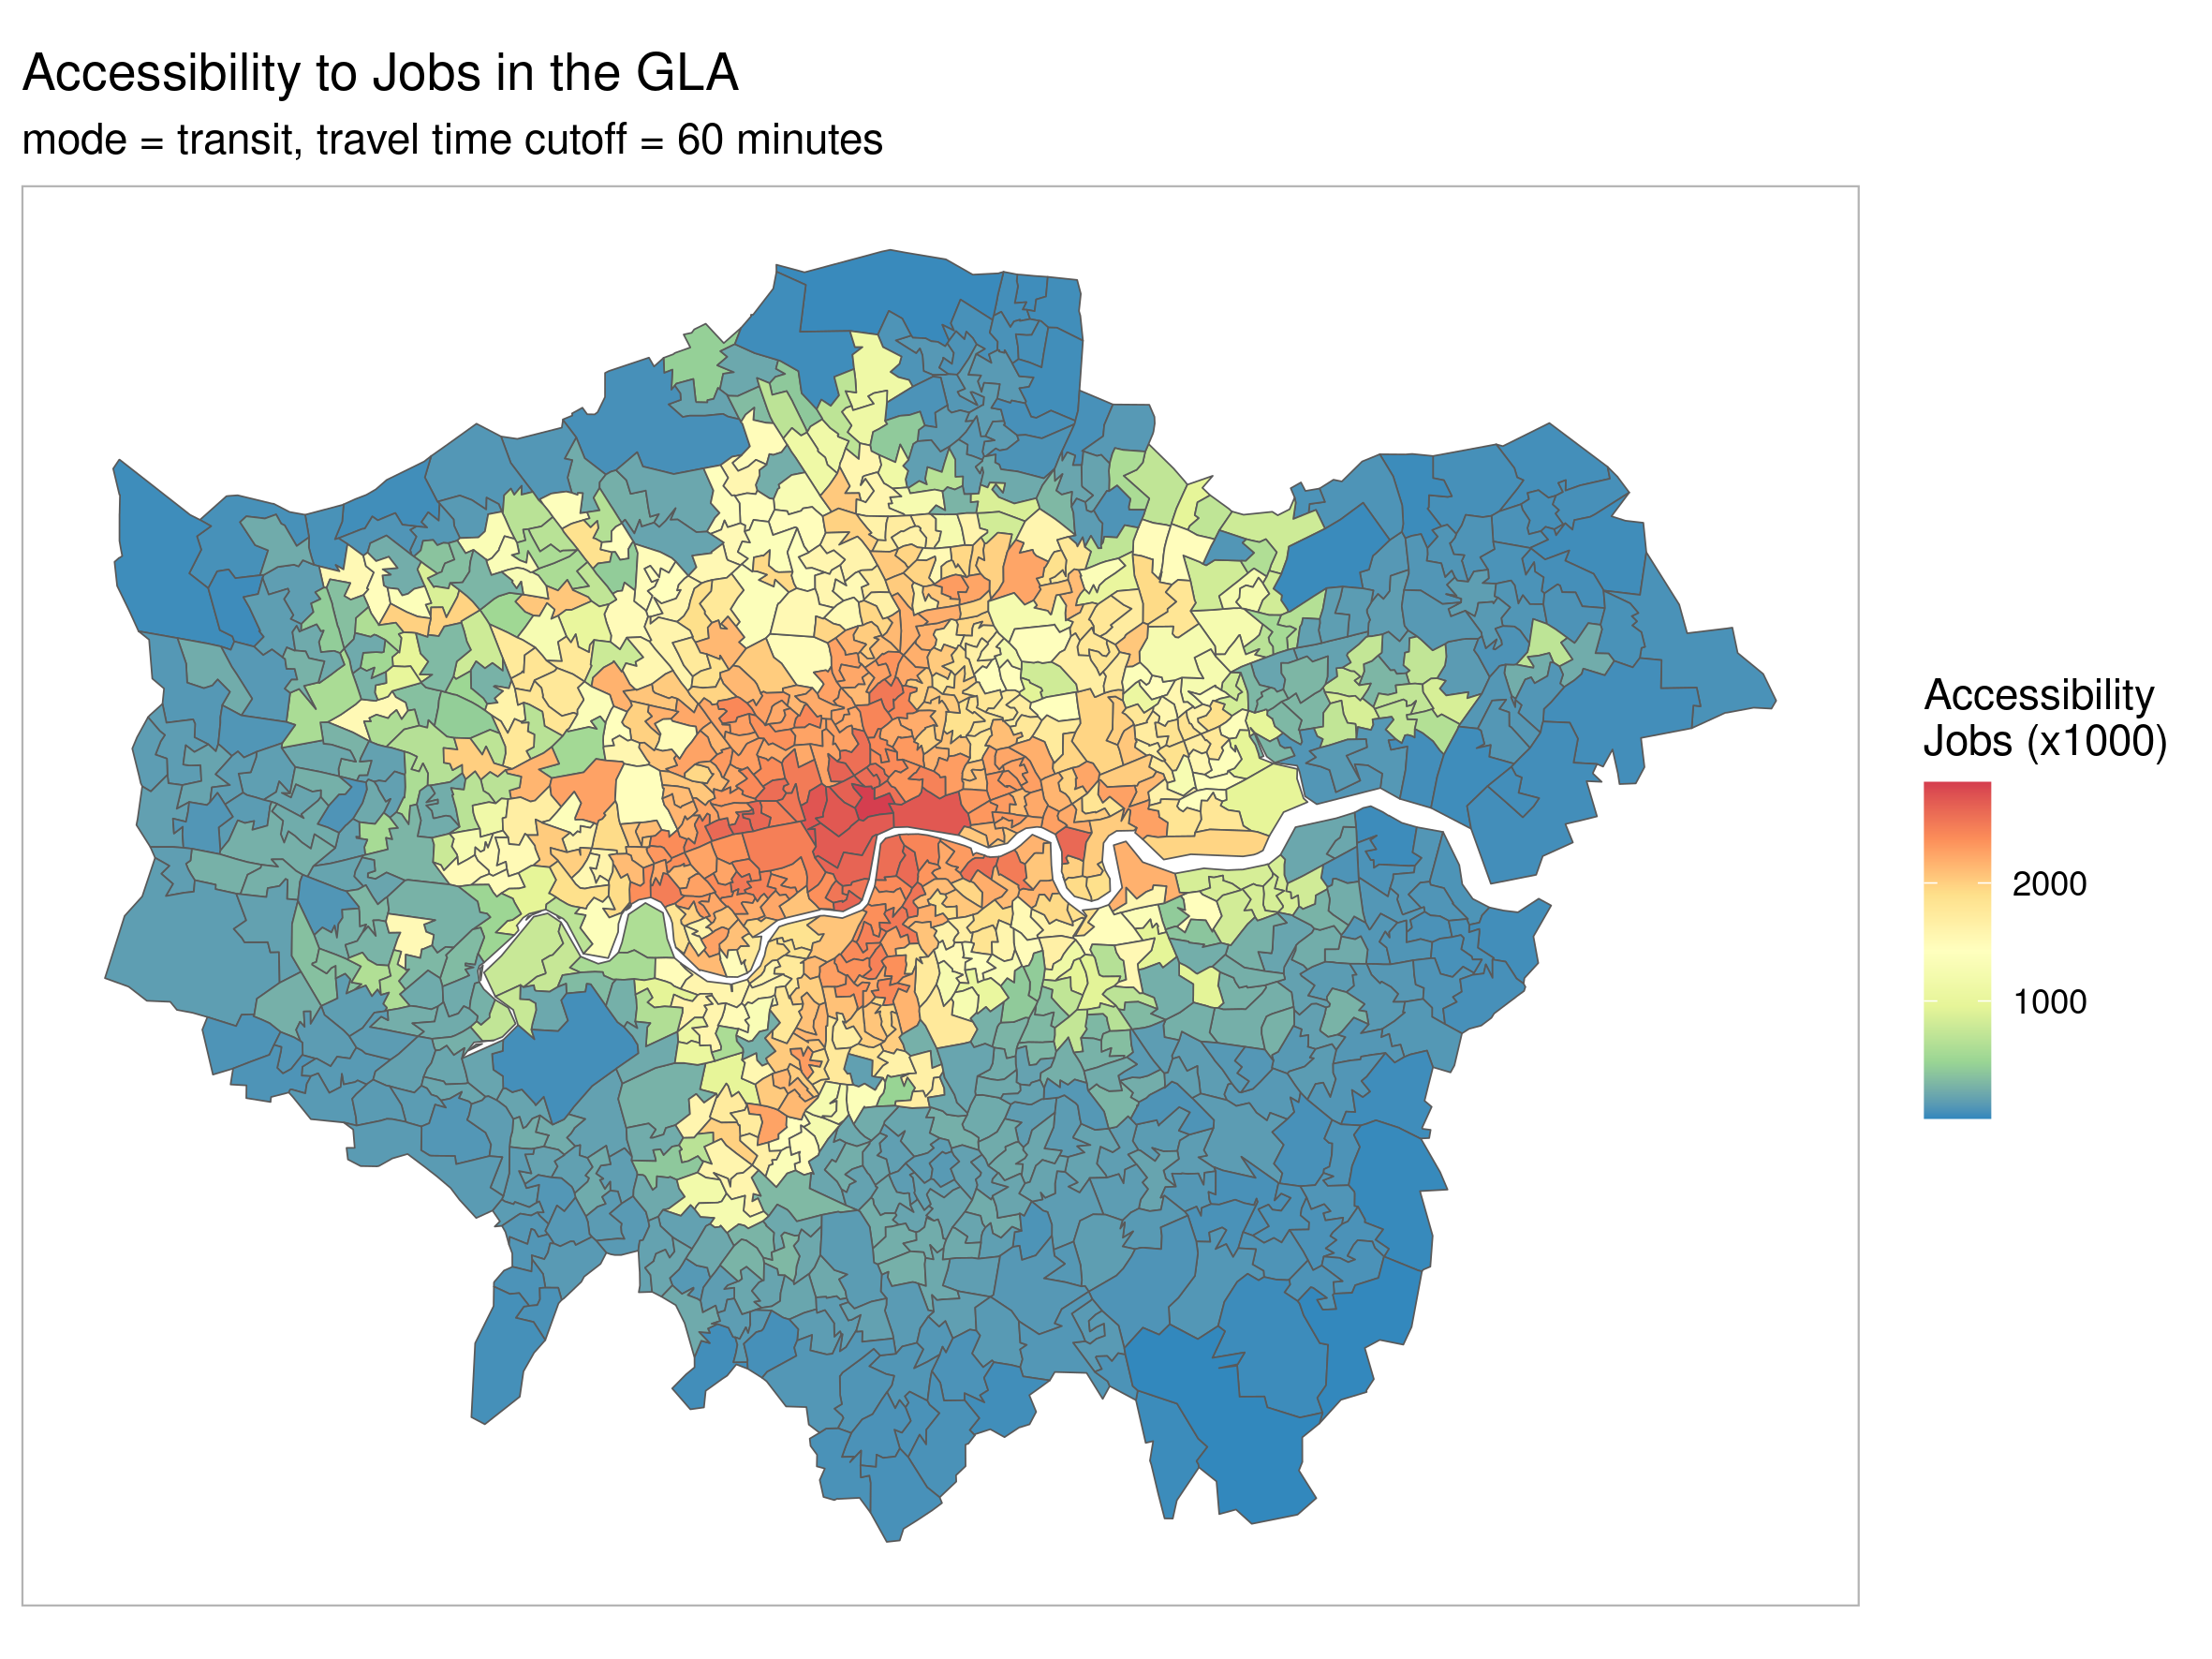 Accessibility to Jobs in the GLA
mode = transit, travel time cutoff = 60 minutes
Accessibility
Jobs (x1000)
2000
1000